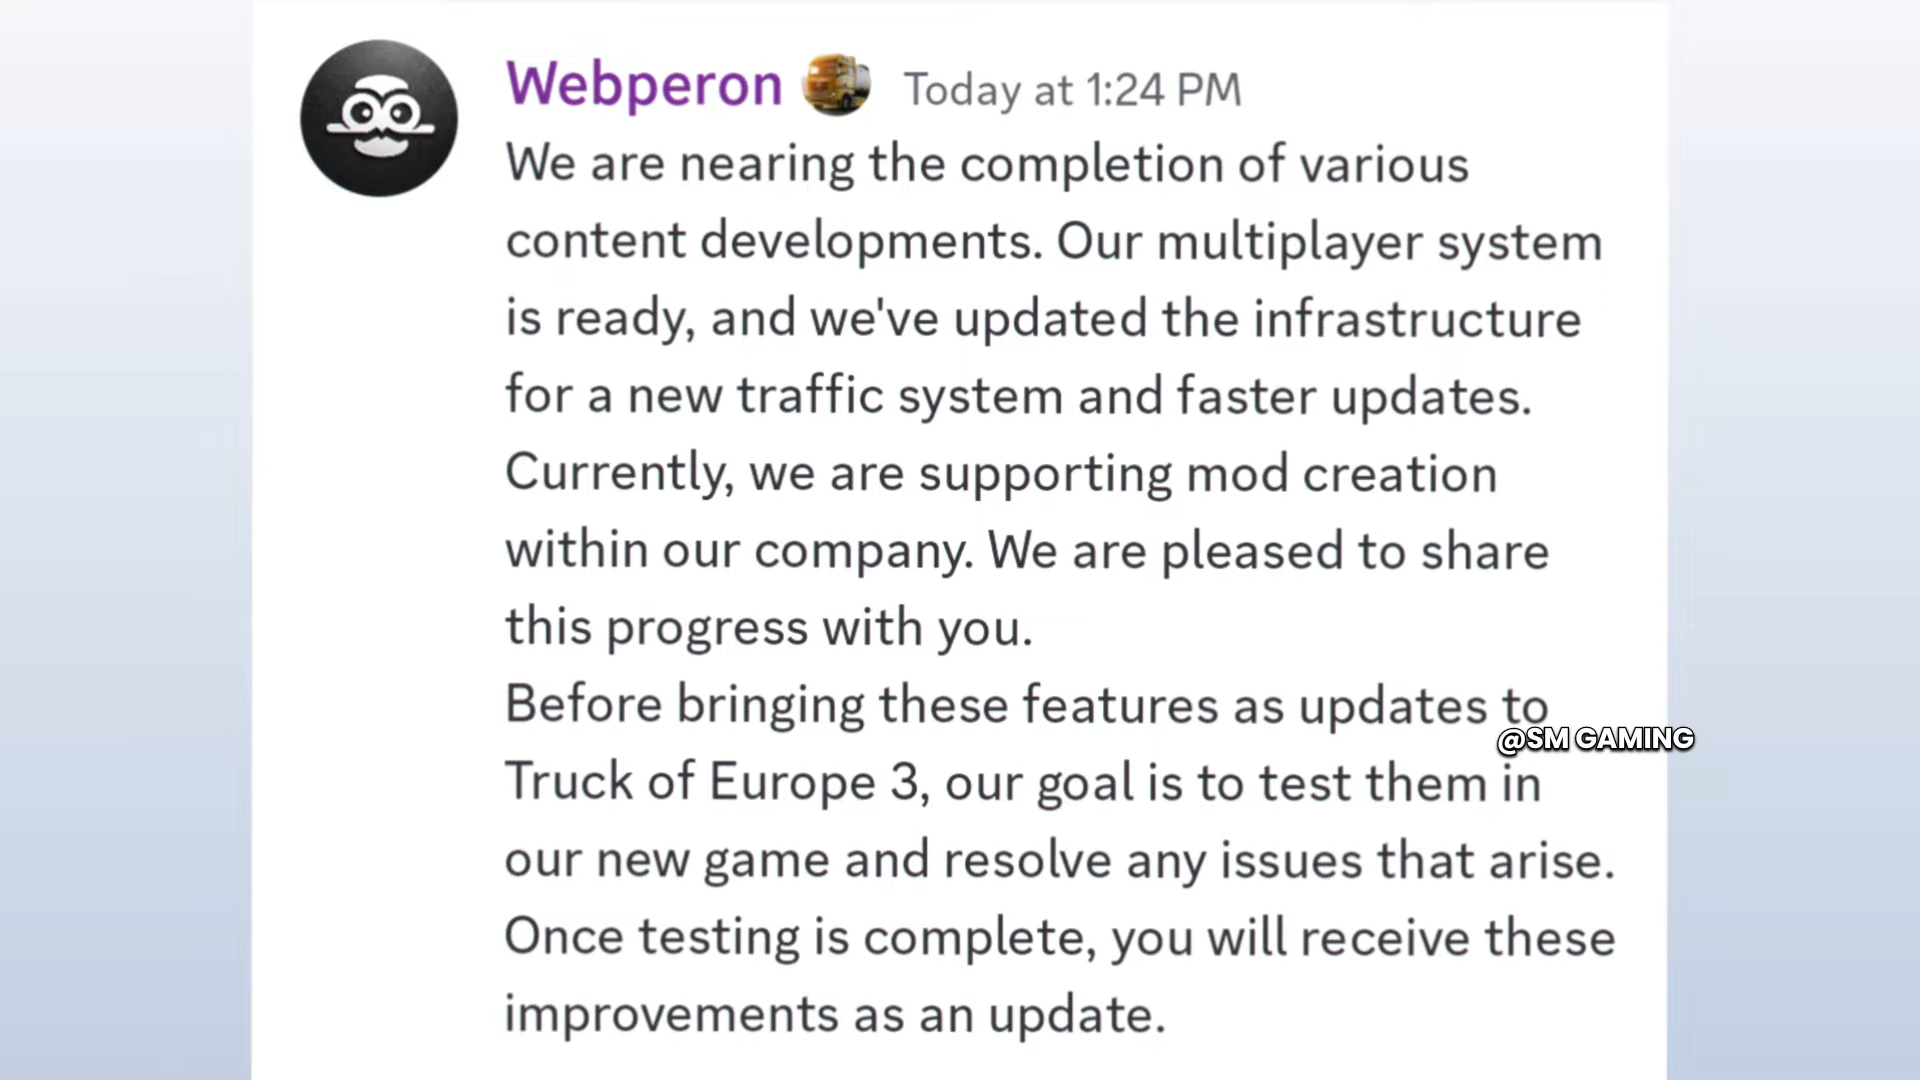 Webperon Today at 1:24 PM
We are nearing the completion of various
content developments. Our multiplayer system
is ready, and we've updated the infrastructure
for a new traffic system and faster updates.
Currently, we are supporting mod creation
within our company. We are pleased to share
this progress with you.
Before bringing these features as updates to
@SM GAMING
Truck of Europe 3, our goal is to test them in
our new game and resolve any issues that arise.
Once testing is complete, you will receive these
improvements as an update.